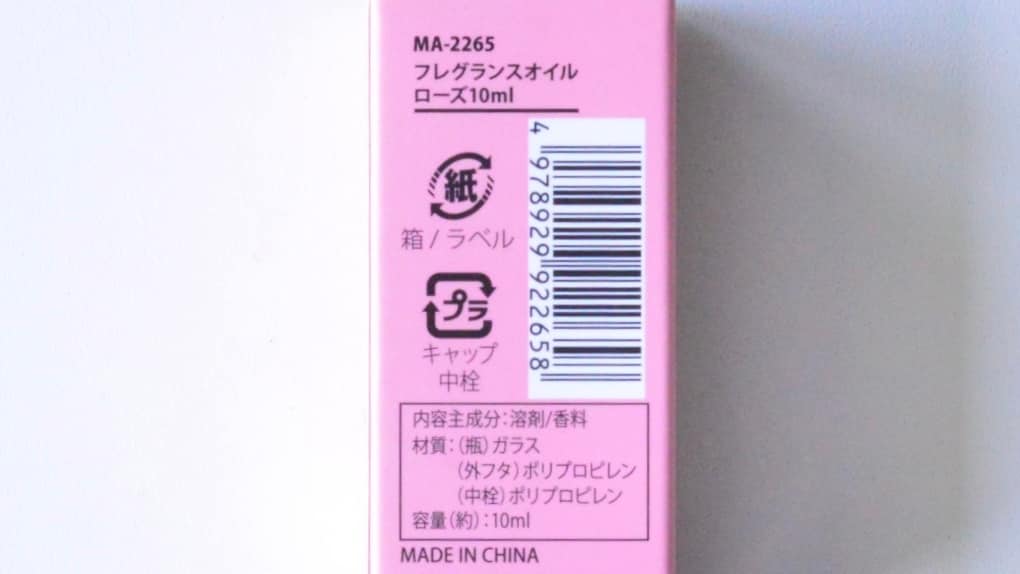 MA-2265
フレグランスオイル
ローズ10ml
紙
箱 / ラベル
プラ
キャップ
中栓
4 978929 922658
内容主成分：溶剤/香料
材質：（瓶）ガラス
（外フタ）ポリプロピレン
（中栓）ポリプロピレン
容量（約）：10ml
MADE IN CHINA